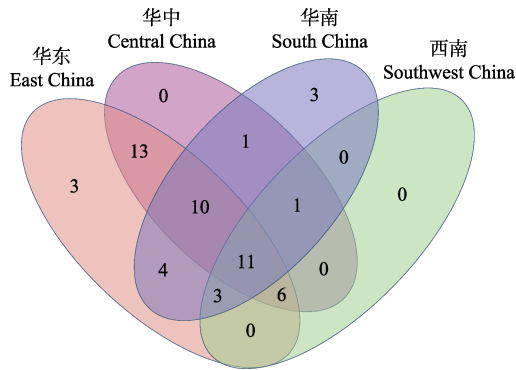 华中
Central China
华南
South China
华东
East China
西南
Southwest China
0
3
13
1
0
3
10
1
0
4
11
0
3
6
0